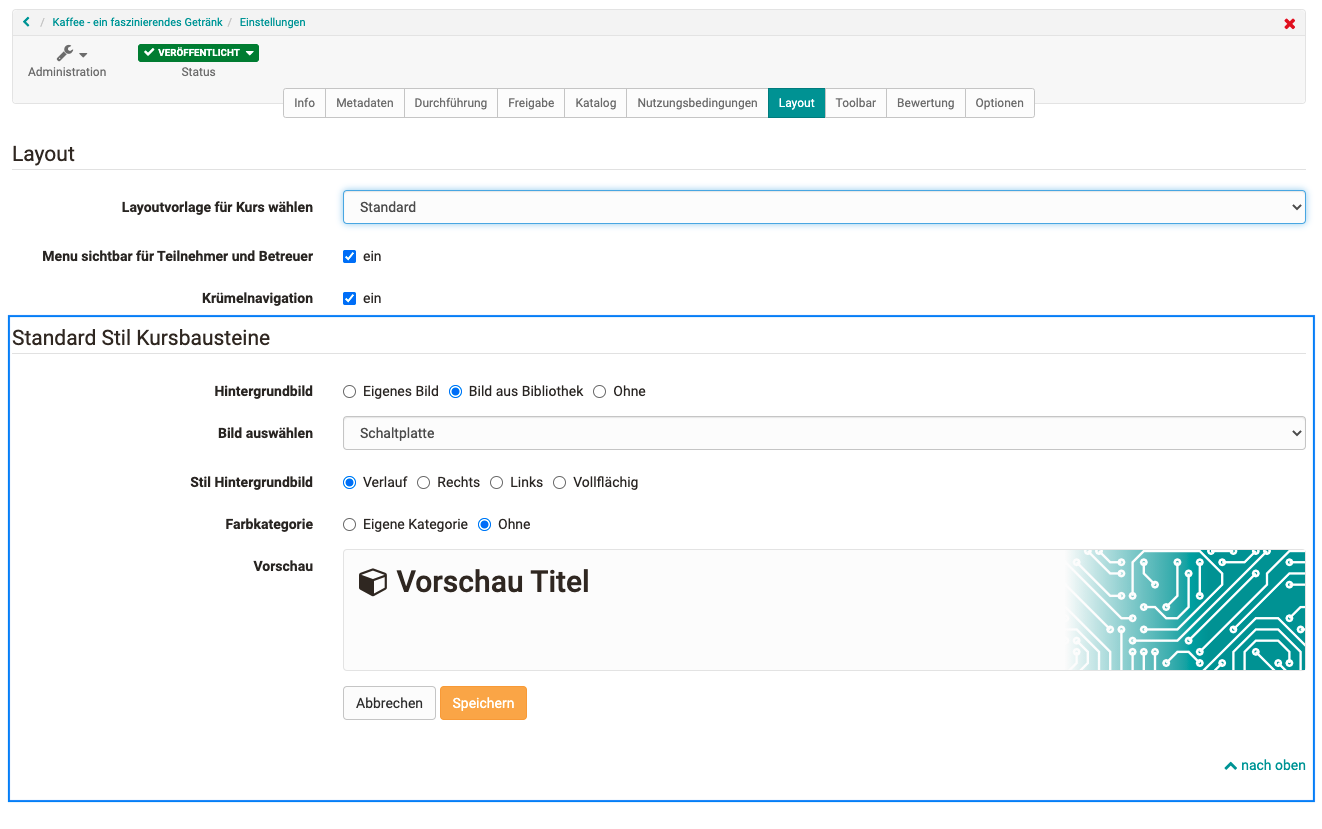 / Kaffee - ein faszinierendes Getränk / Einstellungen
VERÖFFENTLICHT
Administration Status
Info Metadaten Durchführung Freigabe Katalog Nutzungsbedingungen Layout Toolbar Bewertung Optionen
Layout
Layoutvorlage für Kurs wählen Standard
Menu sichtbar für Teilnehmer und Betreuer ein
Krümelnavigation ein
Standard Stil Kursbausteine
Hintergrundbild Eigenes Bild Bild aus Bibliothek Ohne
Bild auswählen Schaltplatte
Stil Hintergrundbild Verlauf Rechts Links Vollflächig
Farbkategorie Eigene Kategorie Ohne
Vorschau
Vorschau Titel
Abbrechen Speichern
nach oben